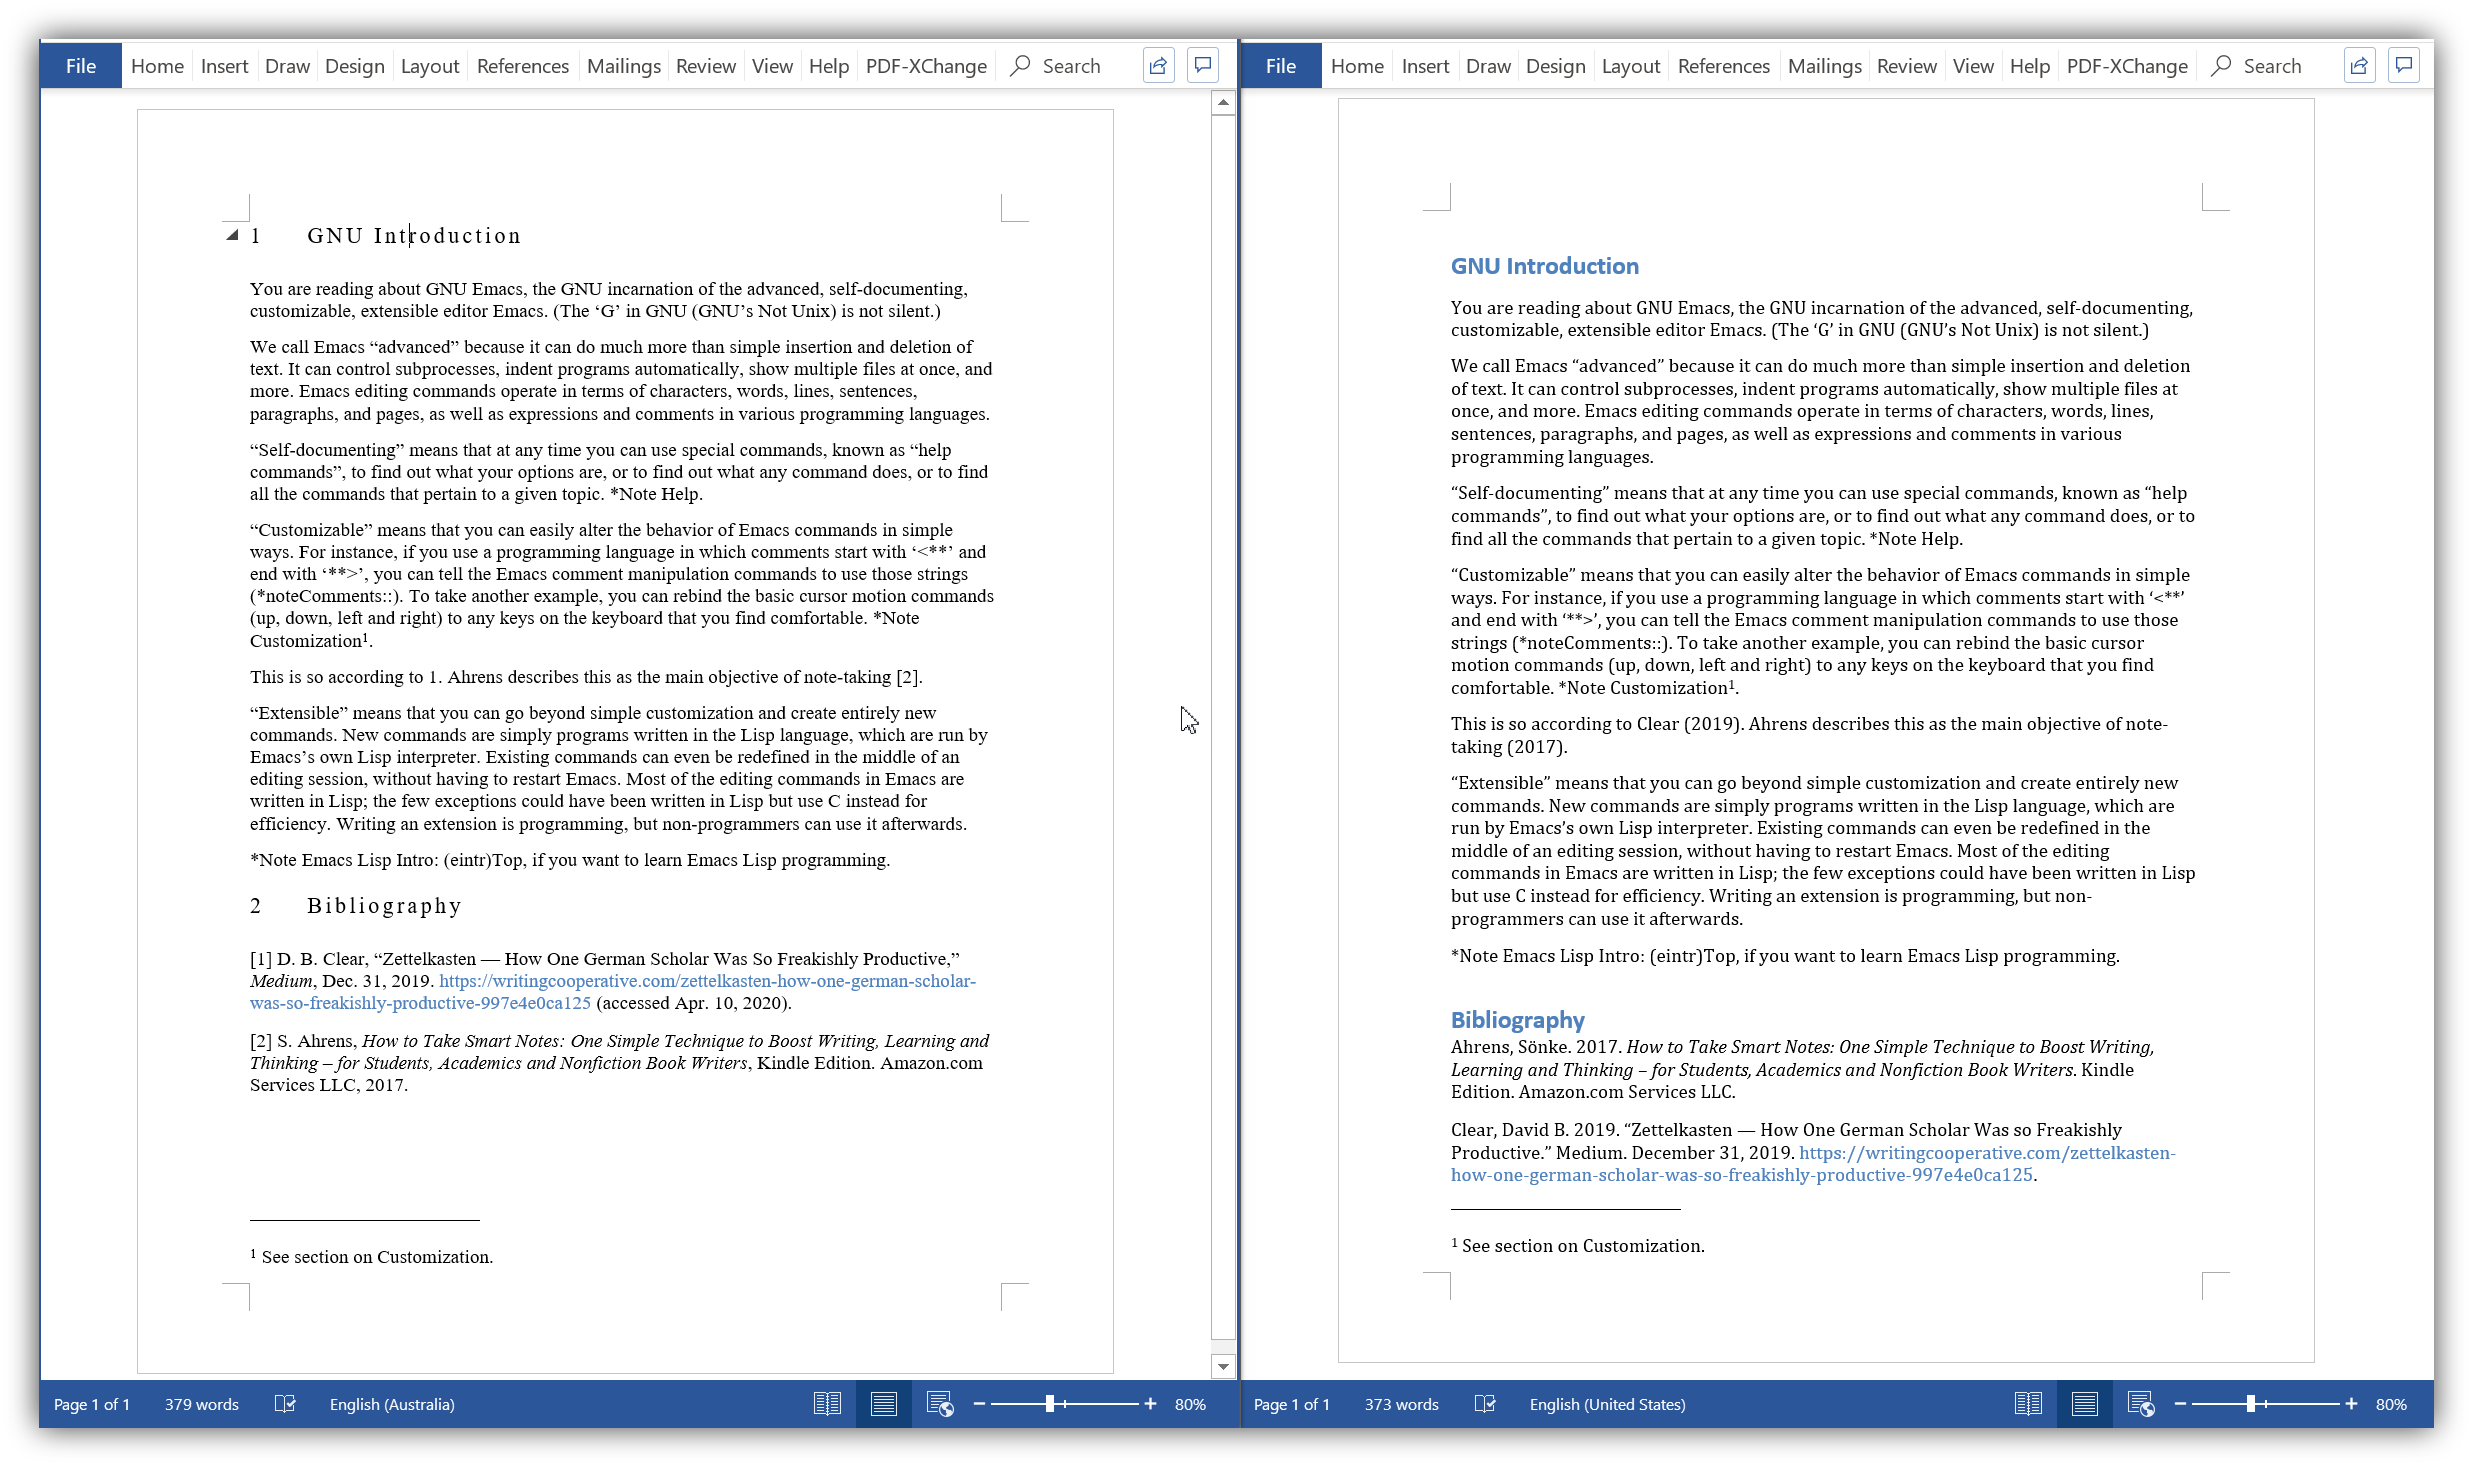 File Home Insert Draw Design Layout References Mailings Review View Help PDF-XChange Search
1 GNU Introduction
You are reading about GNU Emacs, the GNU incarnation of the advanced, self-documenting,
customizable, extensible editor Emacs. (The ‘G’ in GNU (GNU’s Not Unix) is not silent.)
We call Emacs “advanced” because it can do much more than simple insertion and deletion of
text. It can control subprocesses, indent programs automatically, show multiple files at once, and
more. Emacs editing commands operate in terms of characters, words, lines, sentences,
paragraphs, and pages, as well as expressions and comments in various programming languages.
“Self-documenting” means that at any time you can use special commands, known as “help
commands”, to find out what your options are, or to find out what any command does, or to find
all the commands that pertain to a given topic. *Note Help.
“Customizable” means that you can easily alter the behavior of Emacs commands in simple
ways. For instance, if you use a programming language in which comments start with ‘<**’ and
end with ‘**>’, you can tell the Emacs comment manipulation commands to use those strings
(*noteComments::). To take another example, you can rebind the basic cursor motion commands
(up, down, left and right) to any keys on the keyboard that you find comfortable. *Note
Customization¹.
This is so according to 1. Ahrens describes this as the main objective of note-taking [2].
“Extensible” means that you can go beyond simple customization and create entirely new
commands. New commands are simply programs written in the Lisp language, which are run by
Emacs’s own Lisp interpreter. Existing commands can even be redefined in the middle of an
editing session, without having to restart Emacs. Most of the editing commands in Emacs are
written in Lisp; the few exceptions could have been written in Lisp but use C instead for
efficiency. Writing an extension is programming, but non-programmers can use it afterwards.
*Note Emacs Lisp Intro: (eintr)Top, if you want to learn Emacs Lisp programming.
2 Bibliography
[1] D. B. Clear, “Zettelkasten — How One German Scholar Was So Freakishly Productive,”
Medium, Dec. 31, 2019. https://writingcooperative.com/zettelkasten-how-one-german-scholar-
was-so-freakishly-productive-997e4e0ca125 (accessed Apr. 10, 2020).
[2] S. Ahrens, How to Take Smart Notes: One Simple Technique to Boost Writing, Learning and
Thinking – for Students, Academics and Nonfiction Book Writers, Kindle Edition. Amazon.com
Services LLC, 2017.
¹ See section on Customization.
Page 1 of 1 379 words English (Australia) 80%
File Home Insert Draw Design Layout References Mailings Review View Help PDF-XChange Search
GNU Introduction
You are reading about GNU Emacs, the GNU incarnation of the advanced, self-documenting,
customizable, extensible editor Emacs. (The ‘G’ in GNU (GNU’s Not Unix) is not silent.)
We call Emacs “advanced” because it can do much more than simple insertion and deletion
of text. It can control subprocesses, indent programs automatically, show multiple files at
once, and more. Emacs editing commands operate in terms of characters, words, lines,
sentences, paragraphs, and pages, as well as expressions and comments in various
programming languages.
“Self-documenting” means that at any time you can use special commands, known as “help
commands”, to find out what your options are, or to find out what any command does, or to
find all the commands that pertain to a given topic. *Note Help.
“Customizable” means that you can easily alter the behavior of Emacs commands in simple
ways. For instance, if you use a programming language in which comments start with ‘<**’
and end with ‘**>’, you can tell the Emacs comment manipulation commands to use those
strings (*noteComments::). To take another example, you can rebind the basic cursor
motion commands (up, down, left and right) to any keys on the keyboard that you find
comfortable. *Note Customization¹.
This is so according to Clear (2019). Ahrens describes this as the main objective of note-
taking (2017).
“Extensible” means that you can go beyond simple customization and create entirely new
commands. New commands are simply programs written in the Lisp language, which are
run by Emacs’s own Lisp interpreter. Existing commands can even be redefined in the
middle of an editing session, without having to restart Emacs. Most of the editing
commands in Emacs are written in Lisp; the few exceptions could have been written in Lisp
but use C instead for efficiency. Writing an extension is programming, but non-
programmers can use it afterwards.
*Note Emacs Lisp Intro: (eintr)Top, if you want to learn Emacs Lisp programming.
Bibliography
Ahrens, Sönke. 2017. How to Take Smart Notes: One Simple Technique to Boost Writing,
Learning and Thinking – for Students, Academics and Nonfiction Book Writers. Kindle
Edition. Amazon.com Services LLC.
Clear, David B. 2019. “Zettelkasten — How One German Scholar Was so Freakishly
Productive.” Medium. December 31, 2019. https://writingcooperative.com/zettelkasten-
how-one-german-scholar-was-so-freakishly-productive-997e4e0ca125.
¹ See section on Customization.
Page 1 of 1 373 words English (United States) 80%